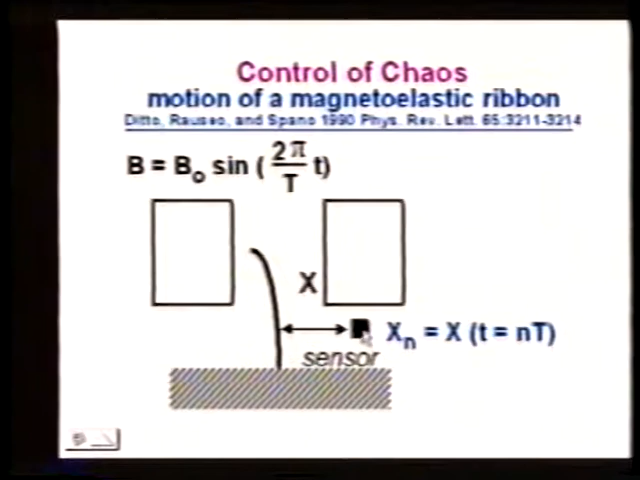 Control of Chaos
motion of a magnetoelastic ribbon
Ditto, Rauseo, and Spano 1990 Phys. Rev. Lett. 65:3211-3214
B = Bo sin ( 2π/T t)
X
Xn = X (t = nT)
sensor